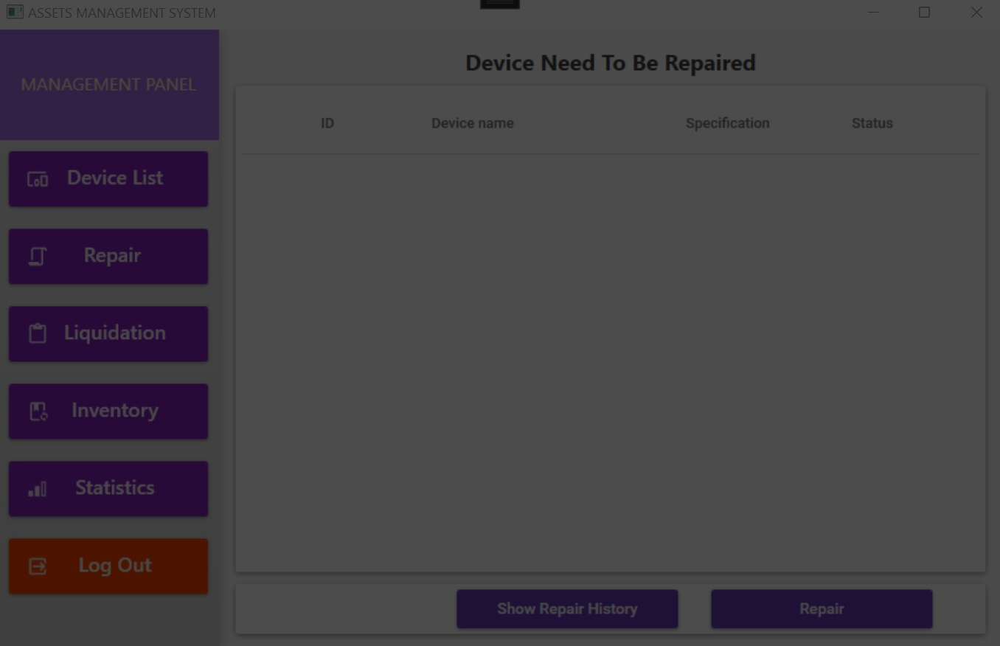 ASSETS MANAGEMENT SYSTEM
MANAGEMENT PANEL
Device List
Repair
Liquidation
Inventory
Statistics
Log Out
Device Need To Be Repaired
ID Device name Specification Status
Show Repair History Repair